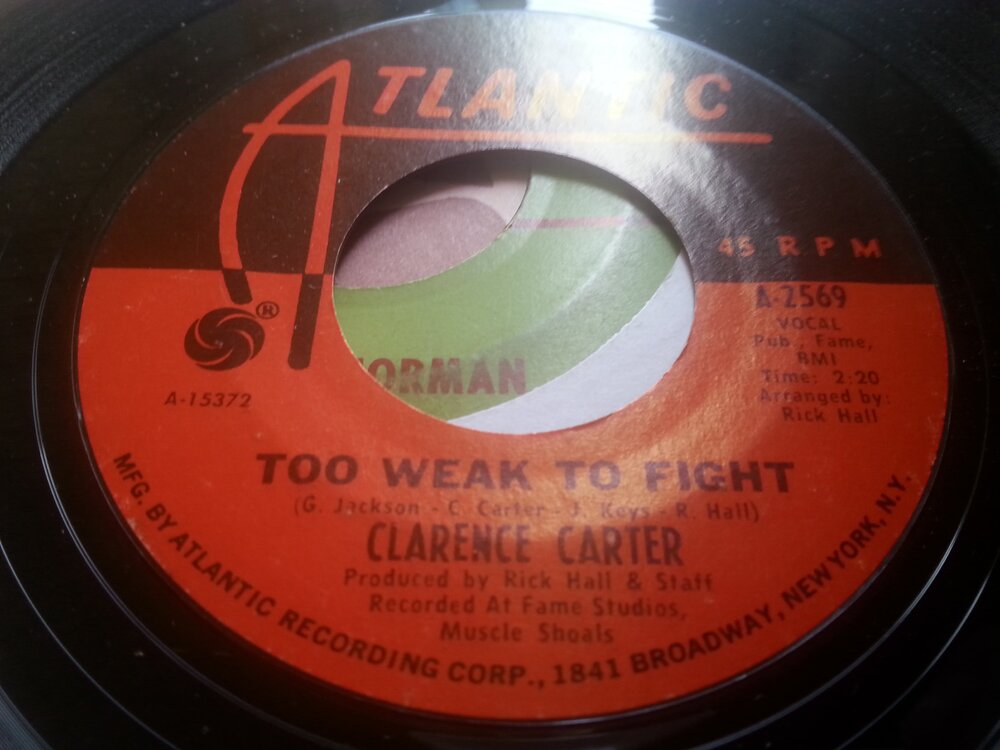 ATLANTIC
45 R P M
A-2569
VOCAL
Pub., Fame,
BMI
Time: 2:20
Arranged by:
Rick Hall
®
A-15372
ORMAN
TOO WEAK TO FIGHT
(G. Jackson - C. Carter - J. Keys - R. Hall)
CLARENCE CARTER
Produced by Rick Hall & Staff
Recorded At Fame Studios,
Muscle Shoals
MFG. BY ATLANTIC RECORDING CORP., 1841 BROADWAY, NEW YORK, N.Y.